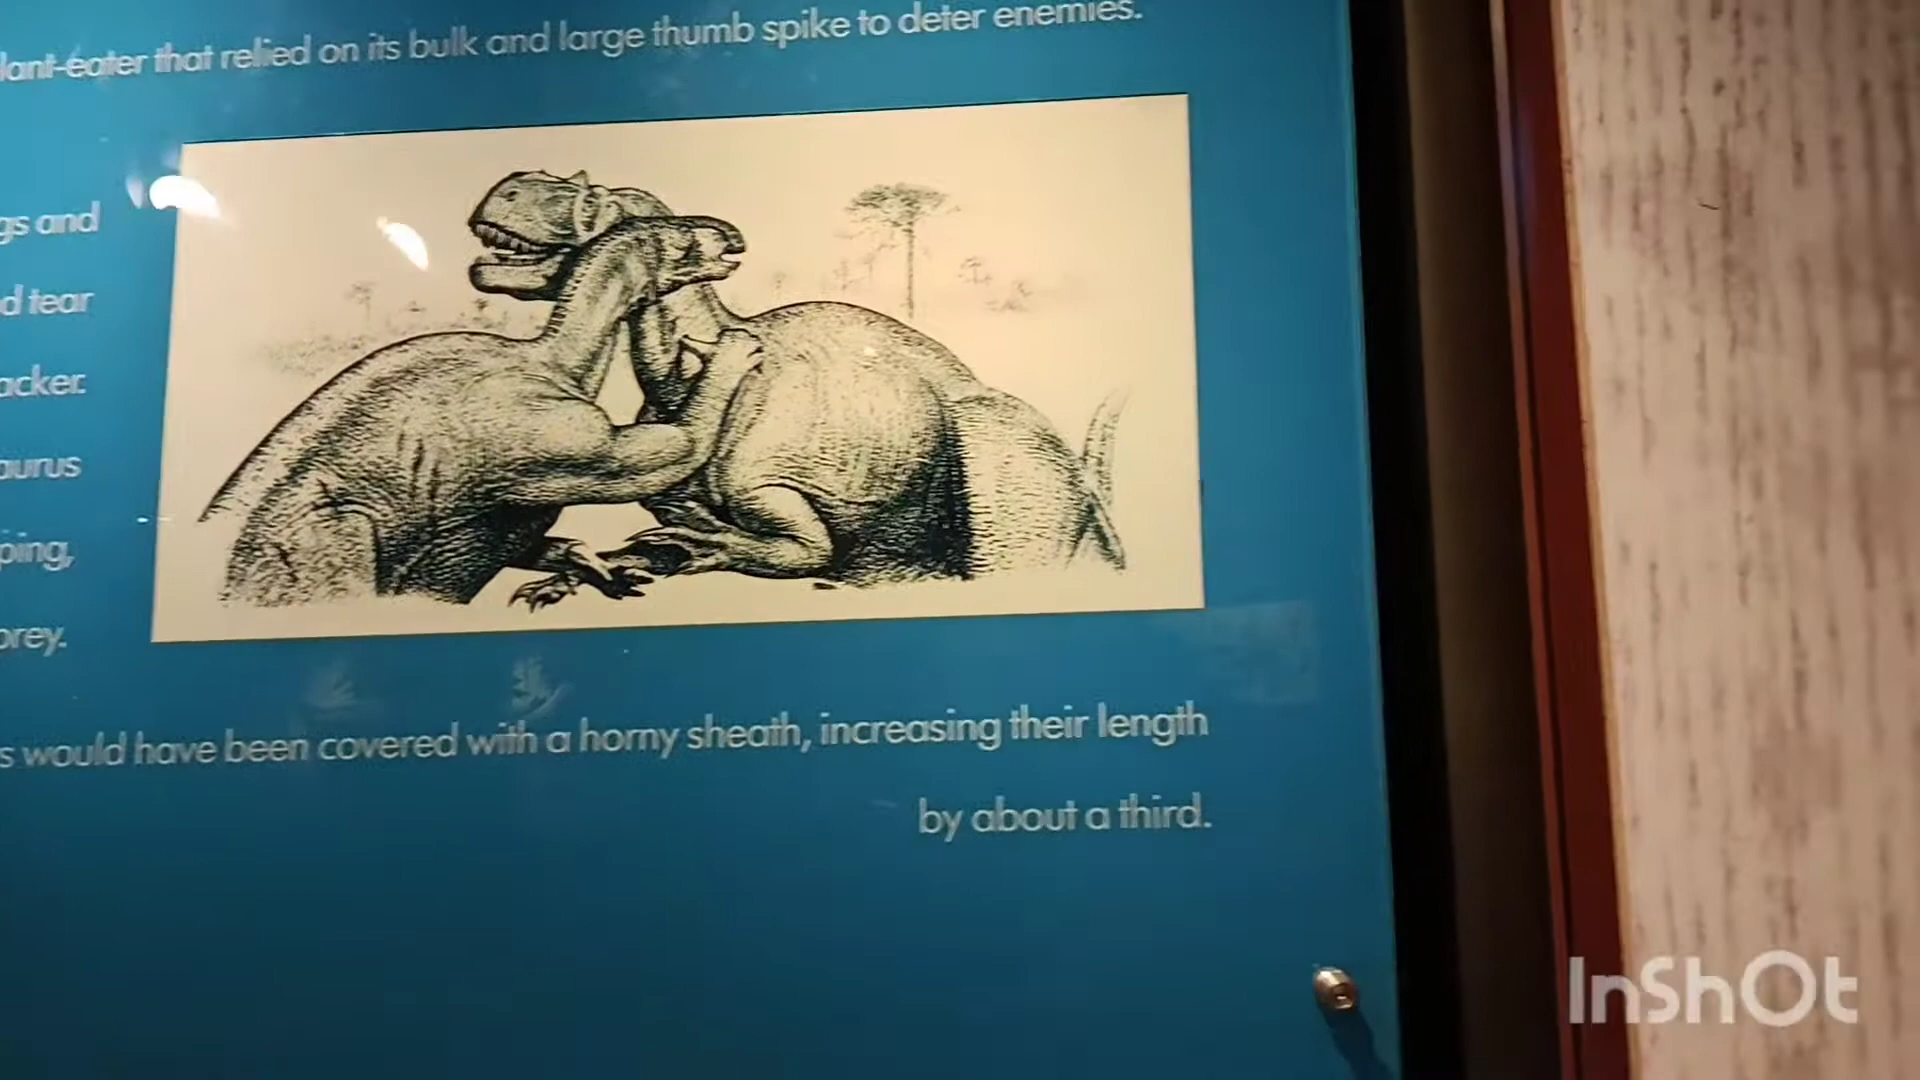 plant-eater that relied on its bulk and large thumb spike to deter enemies.
gs and
d tear
acker.
aurus
ping,
prey.
s would have been covered with a horny sheath, increasing their length
by about a third.
InShOt